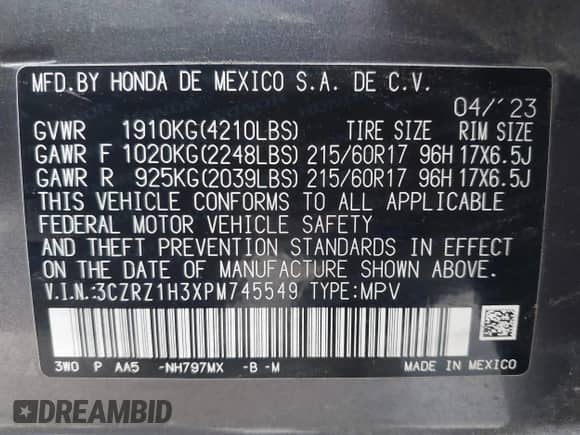 MFD.BY HONDA DE MEXICO S.A. DE C.V.
04/'23
GVWR 1910KG(4210LBS) TIRE SIZE RIM SIZE
GAWR F 1020KG(2248LBS) 215/60R17 96H 17X6.5J
GAWR R 925KG(2039LBS) 215/60R17 96H 17X6.5J
THIS VEHICLE CONFORMS TO ALL APPLICABLE
FEDERAL MOTOR VEHICLE SAFETY
AND THEFT PREVENTION STANDARDS IN EFFECT
ON THE DATE OF MANUFACTURE SHOWN ABOVE.
V.I.N.:3CZRZ1H3XPM745549 TYPE:MPV
3W0 P AA5 -NH797MX -B -M MADE IN MEXICO
DREAMBID